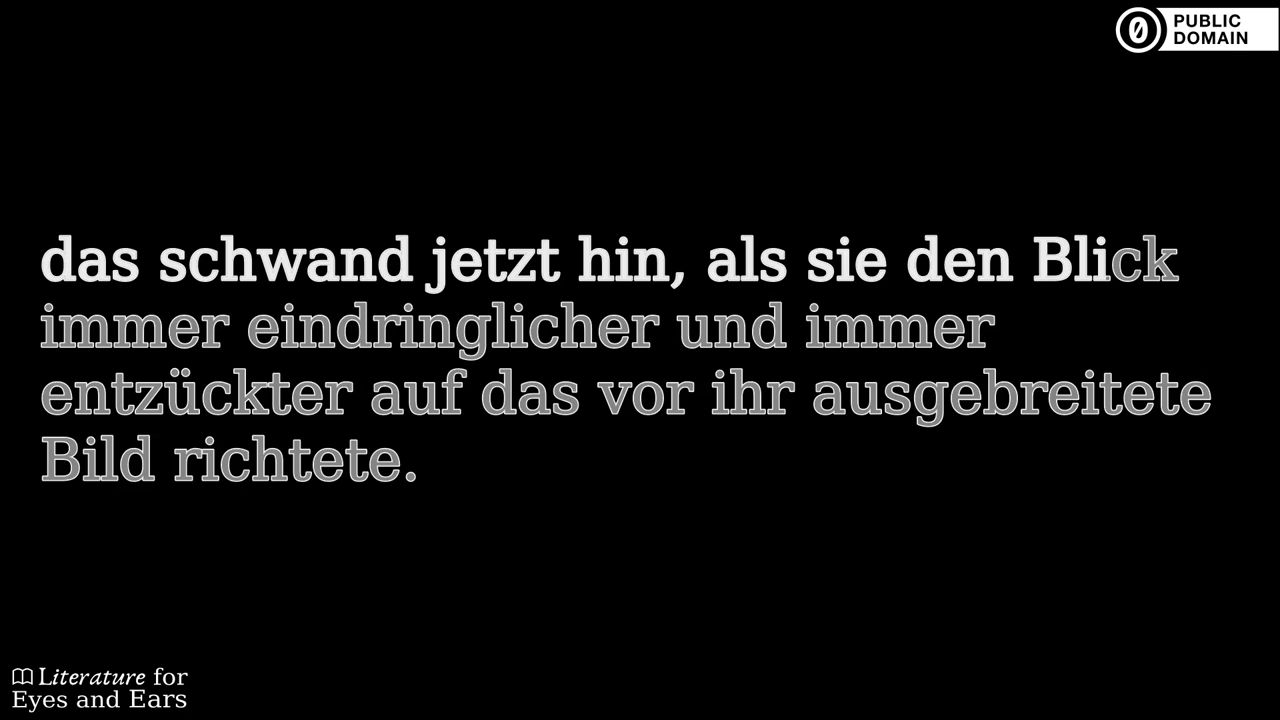 PUBLIC
DOMAIN
das schwand jetzt hin, als sie den Blick
immer eindringlicher und immer
entzückter auf das vor ihr ausgebreitete
Bild richtete.
Literature for
Eyes and Ears